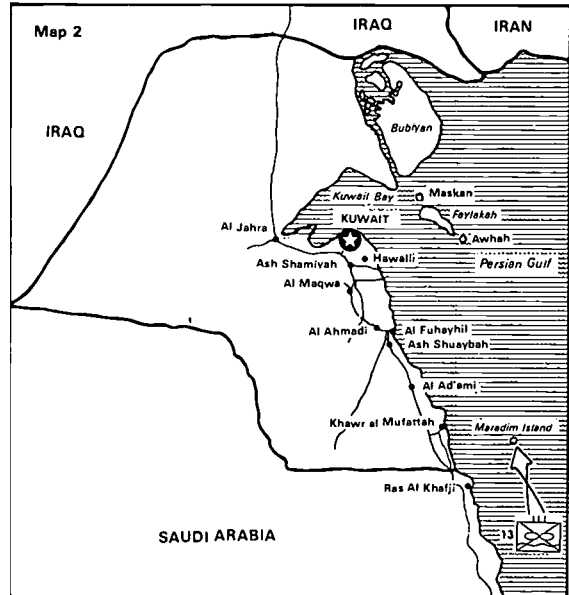 Map 2
IRAQ
IRAN
IRAQ
Bubiyan
Kuwait Bay
Maskan
KUWAIT
Faylakah
Al Jahra
Awhah
Hawalli
Ash Shamiyah
Persian Gulf
Al Maqwa
Al Ahmadi
Al Fuhayhil
Ash Shuaybah
Al Ad'ami
Khawr al Mufattah
Maradim Island
Ras Al Khafji
13
SAUDI ARABIA